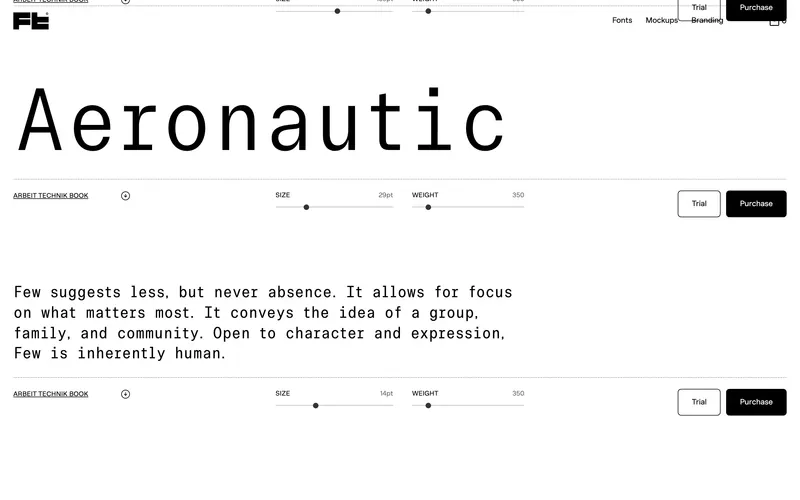 ARBEIT TECHNIK BOOK SIZE 350
Trial Purchase
Ft Fonts Mockups Branding 0
Aeronautic
ARBEIT TECHNIK BOOK SIZE 29pt WEIGHT 350 Trial Purchase
Few suggests less, but never absence. It allows for focus
on what matters most. It conveys the idea of a group,
family, and community. Open to character and expression,
Few is inherently human.
ARBEIT TECHNIK BOOK SIZE 14pt WEIGHT 350 Trial Purchase